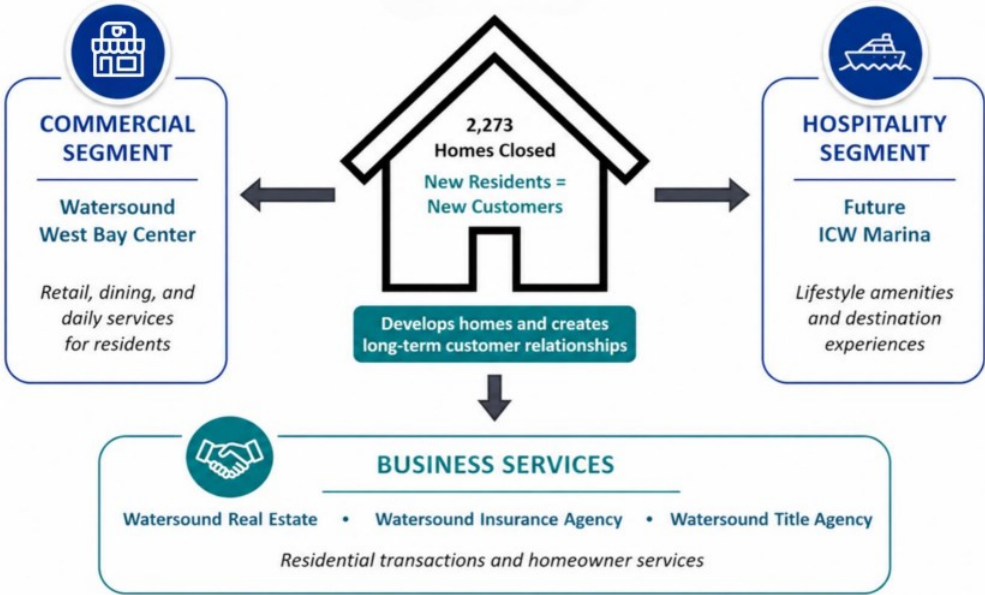 COMMERCIAL
SEGMENT
Watersound
West Bay Center
Retail, dining, and
daily services
for residents
2,273
Homes Closed
New Residents =
New Customers
Develops homes and creates
long-term customer relationships
HOSPITALITY
SEGMENT
Future
ICW Marina
Lifestyle amenities
and destination
experiences
BUSINESS SERVICES
Watersound Real Estate • Watersound Insurance Agency • Watersound Title Agency
Residential transactions and homeowner services